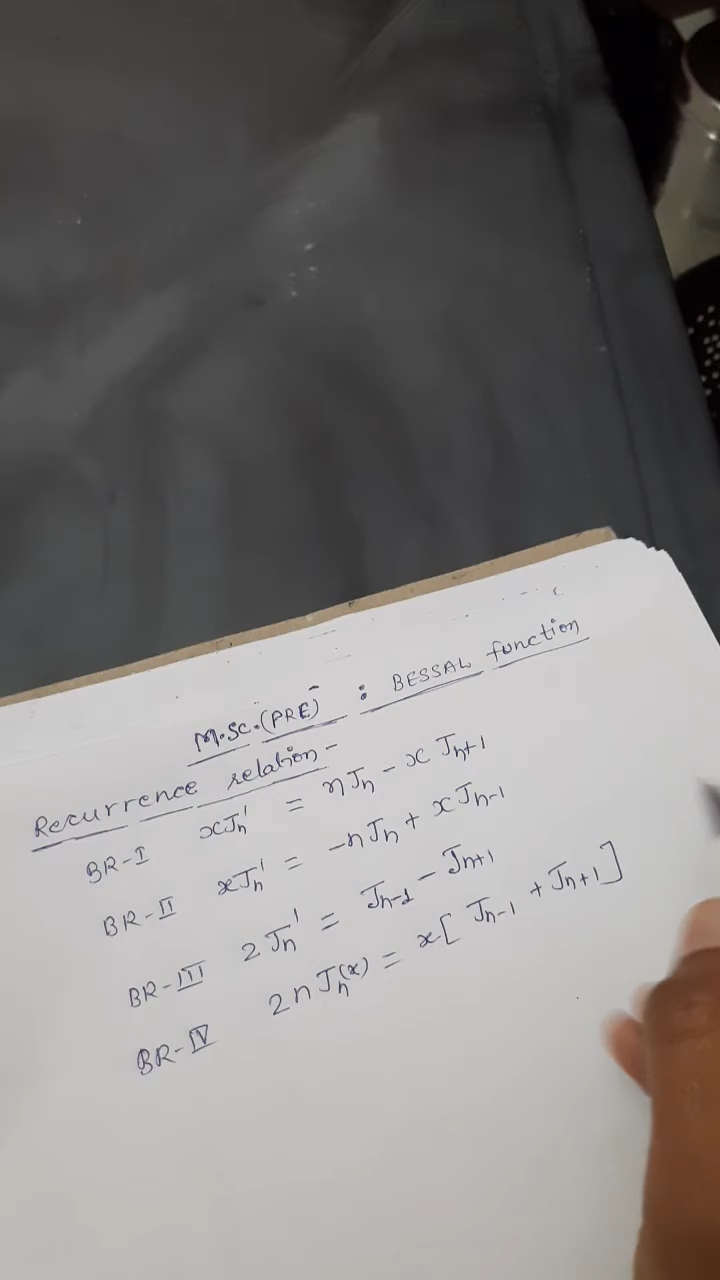 M.SC.(PRE) : BESSAL function
Recurrence relation-
BR-I xJn' = nJn - x Jn+1
BR-II xJn' = -nJn + xJn-1
BR-III 2Jn' = Jn-1 - Jn+1
BR-IV 2nJn(x) = x[ Jn-1 + Jn+1]